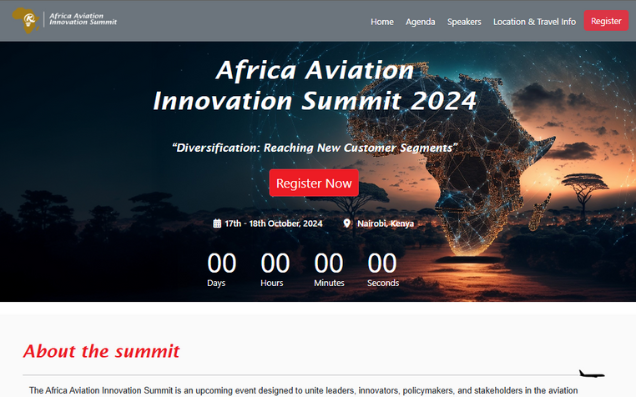 Africa Aviation
Innovation Summit
Home Agenda Speakers Location & Travel Info Register
Africa Aviation
Innovation Summit 2024
“Diversification: Reaching New Customer Segments”
Register Now
17th - 18th October, 2024 Nairobi, Kenya
00 00 00 00
Days Hours Minutes Seconds
About the summit
The Africa Aviation Innovation Summit is an upcoming event designed to unite leaders, innovators, policymakers, and stakeholders in the aviation